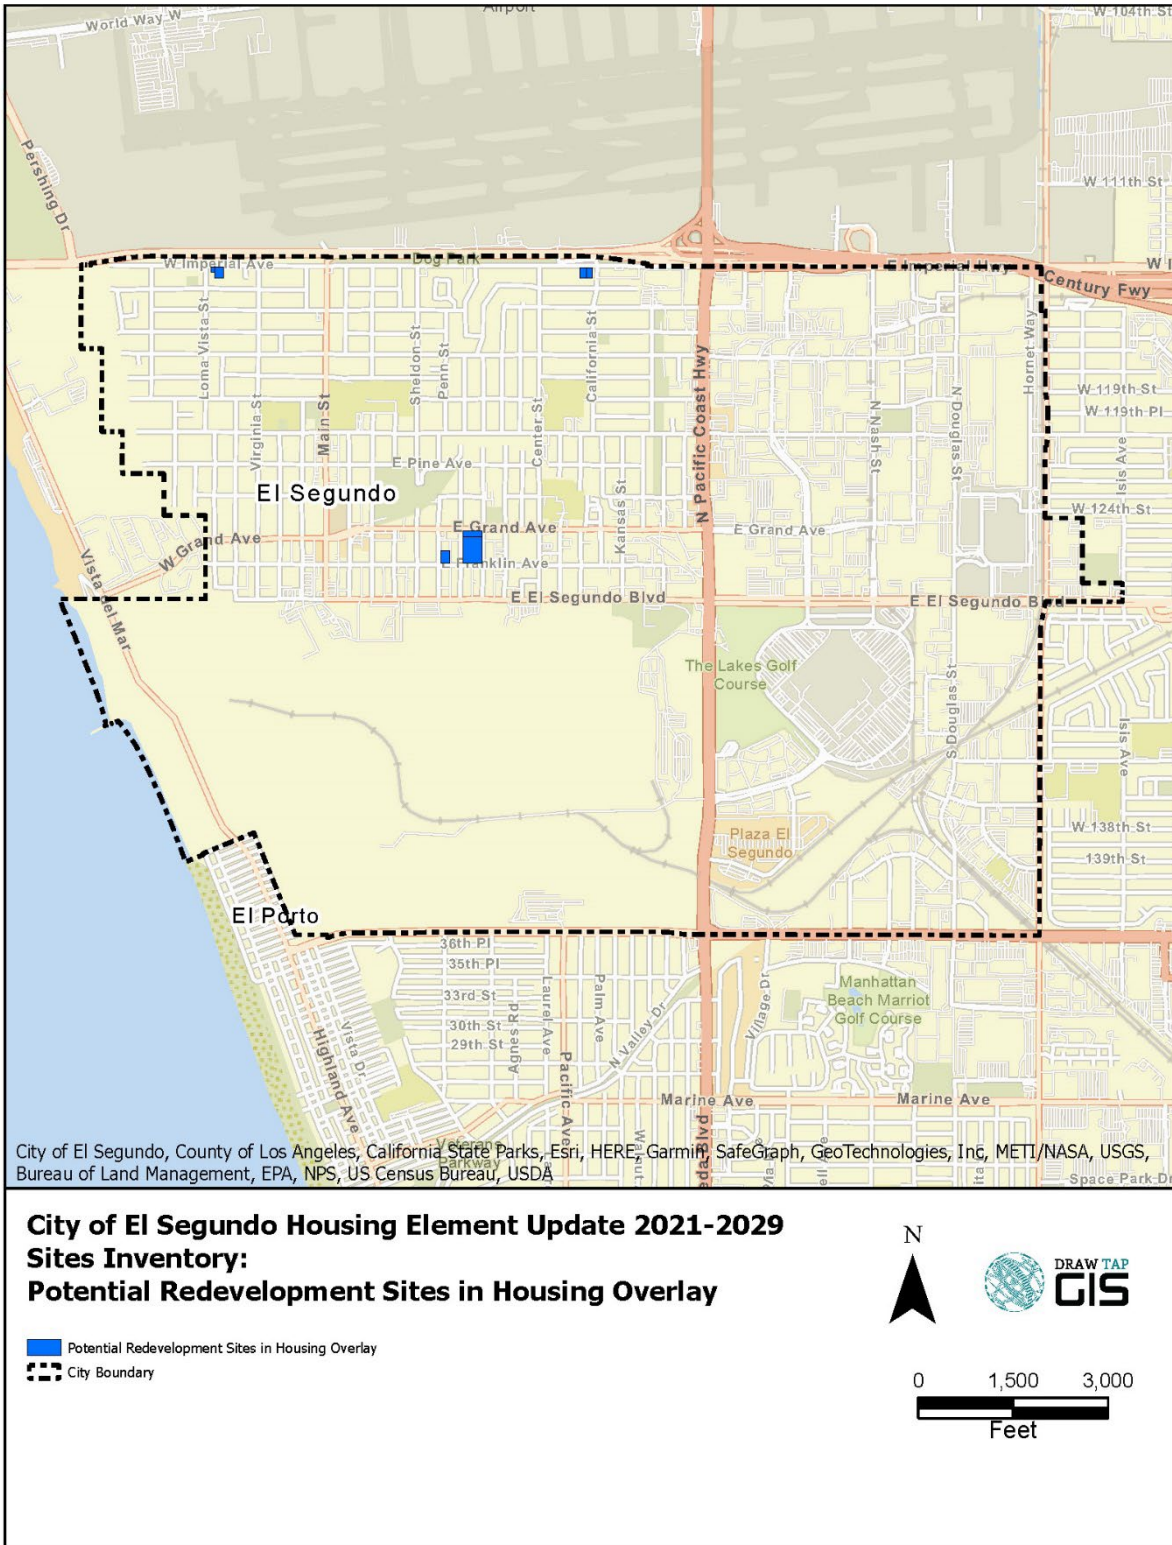 Airport
World Way W
W 104th St
Pershing Dr
W 111th St
W Imperial Ave
Dog Park
E Imperial Hwy
Century Fwy
Loma Vista St
Sheldon St
Penn St
California St
Hornet Way
N Pacific Coast Hwy
W 119th St
W 119th Pl
Virginia St
Main St
Center St
N Nash St
N Douglas St
Isis Ave
E Pine Ave
El Segundo
Kansas St
W 124th St
E Grand Ave
E Grand Ave
W Grand Ave
Franklin Ave
Vista del Mar
E El Segundo Blvd
E El Segundo Blvd
The Lakes Golf
Course
S Douglas St
Isis Ave
Plaza El
Segundo
W 138th St
139th St
El Porto
36th Pl
35th Pl
33rd St
30th St
29th St
Agnes Rd
Laurel Ave
Palm Ave
N Valley Dr
Village Dr
Manhattan
Beach Marriot
Golf Course
Vista Dr
Highland Ave
Pacific Ave
Marine Ave
Marine Ave
Veterans
Parkway
Space Park Dr
City of El Segundo, County of Los Angeles, California State Parks, Esri, HERE, Garmin, SafeGraph, GeoTechnologies, Inc, METI/NASA, USGS,
Bureau of Land Management, EPA, NPS, US Census Bureau, USDA
City of El Segundo Housing Element Update 2021-2029
Sites Inventory:
Potential Redevelopment Sites in Housing Overlay
N
DRAW TAP
GIS
Potential Redevelopment Sites in Housing Overlay
City Boundary
0 1,500 3,000
Feet